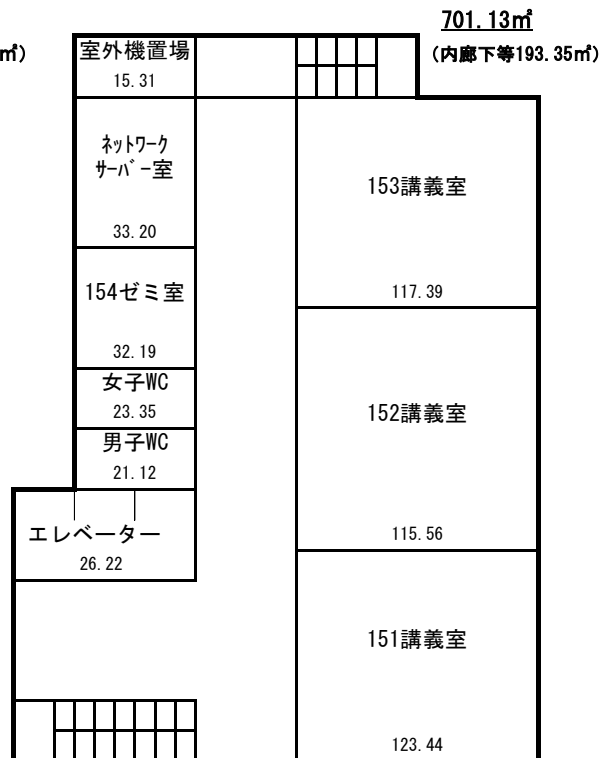 701.13㎡
㎡)
(内廊下等193.35㎡)
室外機置場
15.31
ﾈｯﾄﾜｰｸ
ｻｰﾊﾞｰ室
33.20
153講義室
117.39
154ゼミ室
32.19
女子WC
23.35
152講義室
男子WC
21.12
エレベーター
26.22
115.56
151講義室
123.44